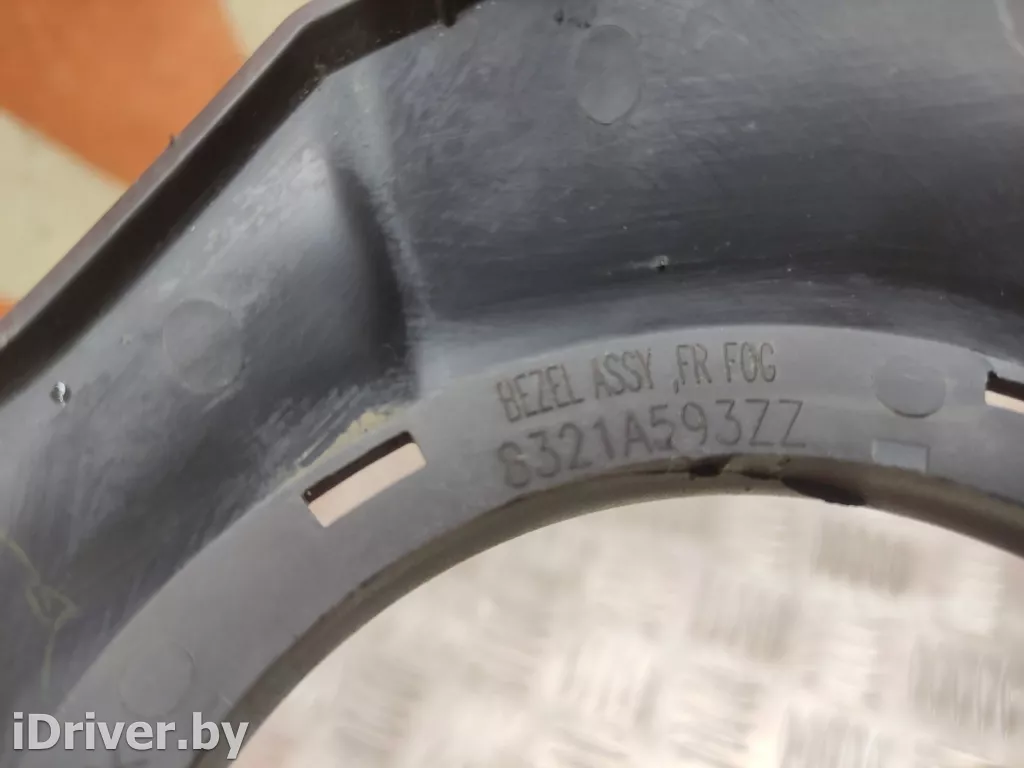 BEZEL ASSY ,FR FOG
8321A593ZZ
iDriver.by